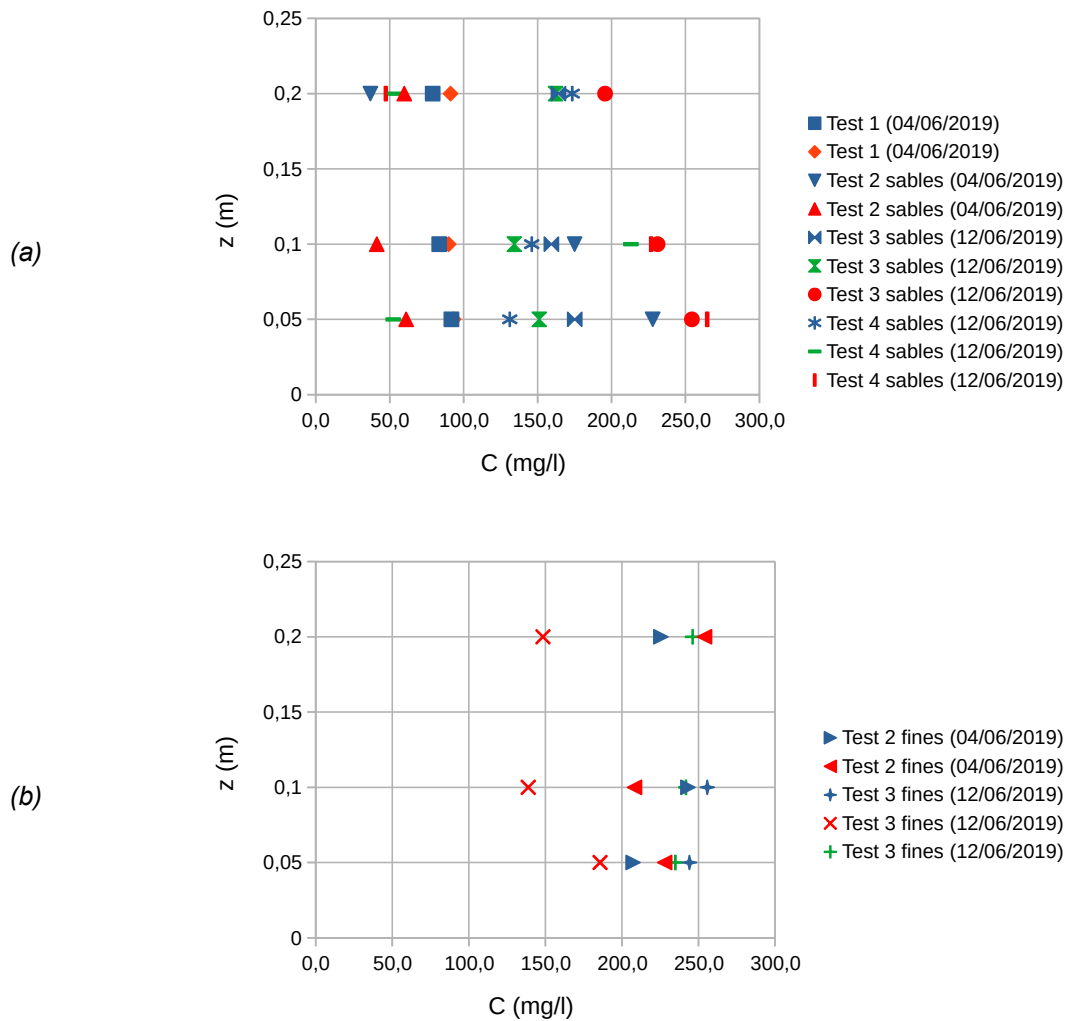 (a)
z (m)
0,25
0,2
0,15
0,1
0,05
0
0,0 50,0 100,0 150,0 200,0 250,0 300,0
C (mg/l)
Test 1 (04/06/2019)
Test 1 (04/06/2019)
Test 2 sables (04/06/2019)
Test 2 sables (04/06/2019)
Test 3 sables (12/06/2019)
Test 3 sables (12/06/2019)
Test 3 sables (12/06/2019)
Test 4 sables (12/06/2019)
Test 4 sables (12/06/2019)
Test 4 sables (12/06/2019)
(b)
z (m)
0,25
0,2
0,15
0,1
0,05
0
0,0 50,0 100,0 150,0 200,0 250,0 300,0
C (mg/l)
Test 2 fines (04/06/2019)
Test 2 fines (04/06/2019)
Test 3 fines (12/06/2019)
Test 3 fines (12/06/2019)
Test 3 fines (12/06/2019)